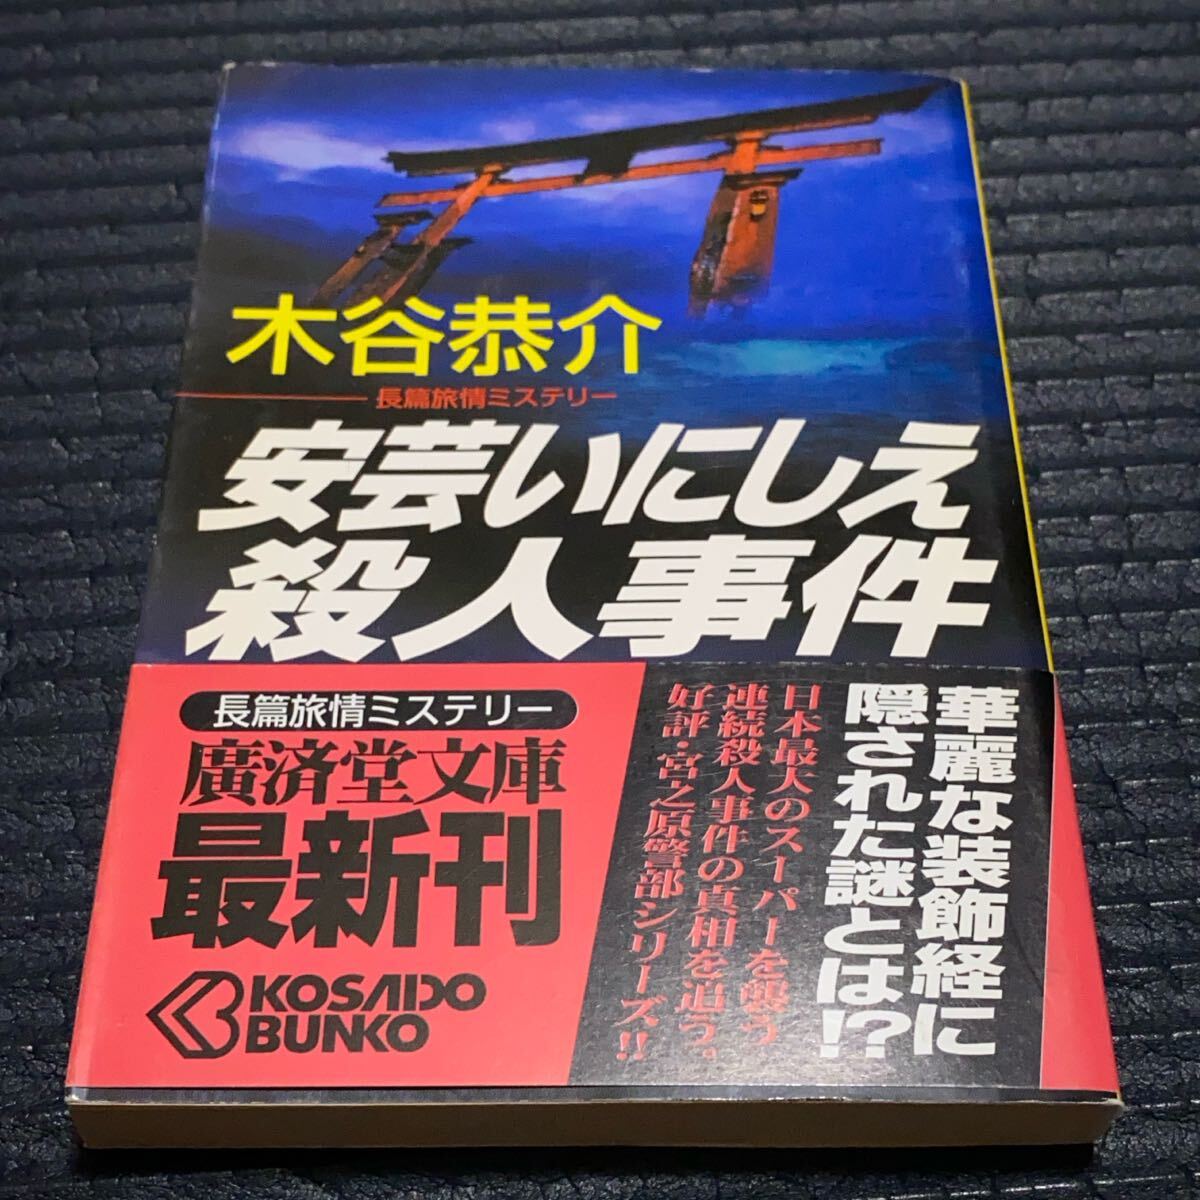 木谷恭介
長篇旅情ミステリー
安芸いにしえ
殺人事件
長篇旅情ミステリー
廣済堂文庫
最新刊
KOSAIDO
BUNKO
華麗な装飾経に
隠された謎とは!?
日本最大のスーパーを襲う
連続殺人事件の真相を追う。
好評・宮之原警部シリーズ!!